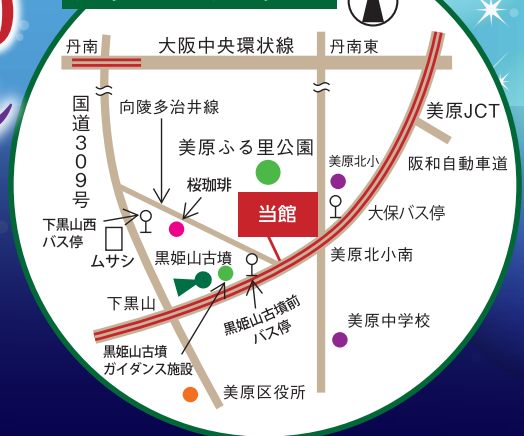 丹南
大阪中央環状線
丹南東
国道309号
向陵多治井線
美原JCT
美原ふる里公園
美原北小
阪和自動車道
桜珈琲
当館
大保バス停
下黒山西
バス停
ムサシ
黒姫山古墳
美原北小南
下黒山
黒姫山古墳前
バス停
美原中学校
黒姫山古墳
ガイダンス施設
美原区役所